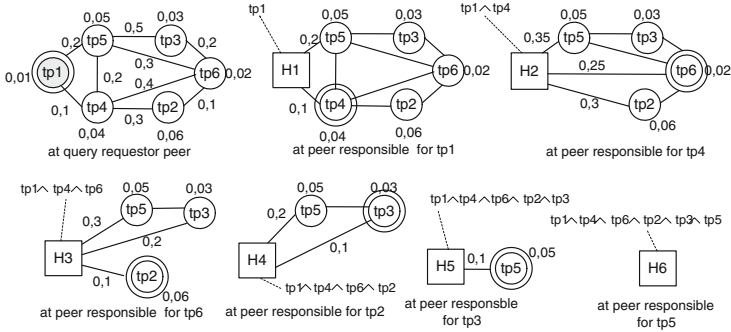 tp1
tp1∧tp4
0,05
0,5
0,03
0,2
tp5
tp3
0,2
0,3
0,01
tp1
0,2
0,4
tp6
0,02
0,1
tp4
0,3
tp2
0,1
0,04
0,06
at query requestor peer
0,05
0,03
0,2
tp5
tp3
H1
tp6
0,02
0,1
tp4
tp2
0,04
0,06
at peer responsible for tp1
0,05
0,03
0,35
tp5
tp3
H2
0,25
tp6
0,02
0,3
tp2
0,06
at peer responsible for tp4
tp1∧ tp4∧tp6
0,05
0,03
0,3
tp5
tp3
H3
0,2
0,1
tp2
0,06
at peer responsible for tp6
0,05
0,03
0,2
tp5
tp3
H4
0,1
tp1∧tp4∧tp6∧tp2
at peer responsible for tp2
tp1∧tp4∧tp6∧ tp2∧tp3
H5
0,1
tp5
0,05
at peer responsble
for tp3
tp1∧tp4∧ tp6∧tp2∧ tp3∧ tp5
H6
at peer responsible
for tp5